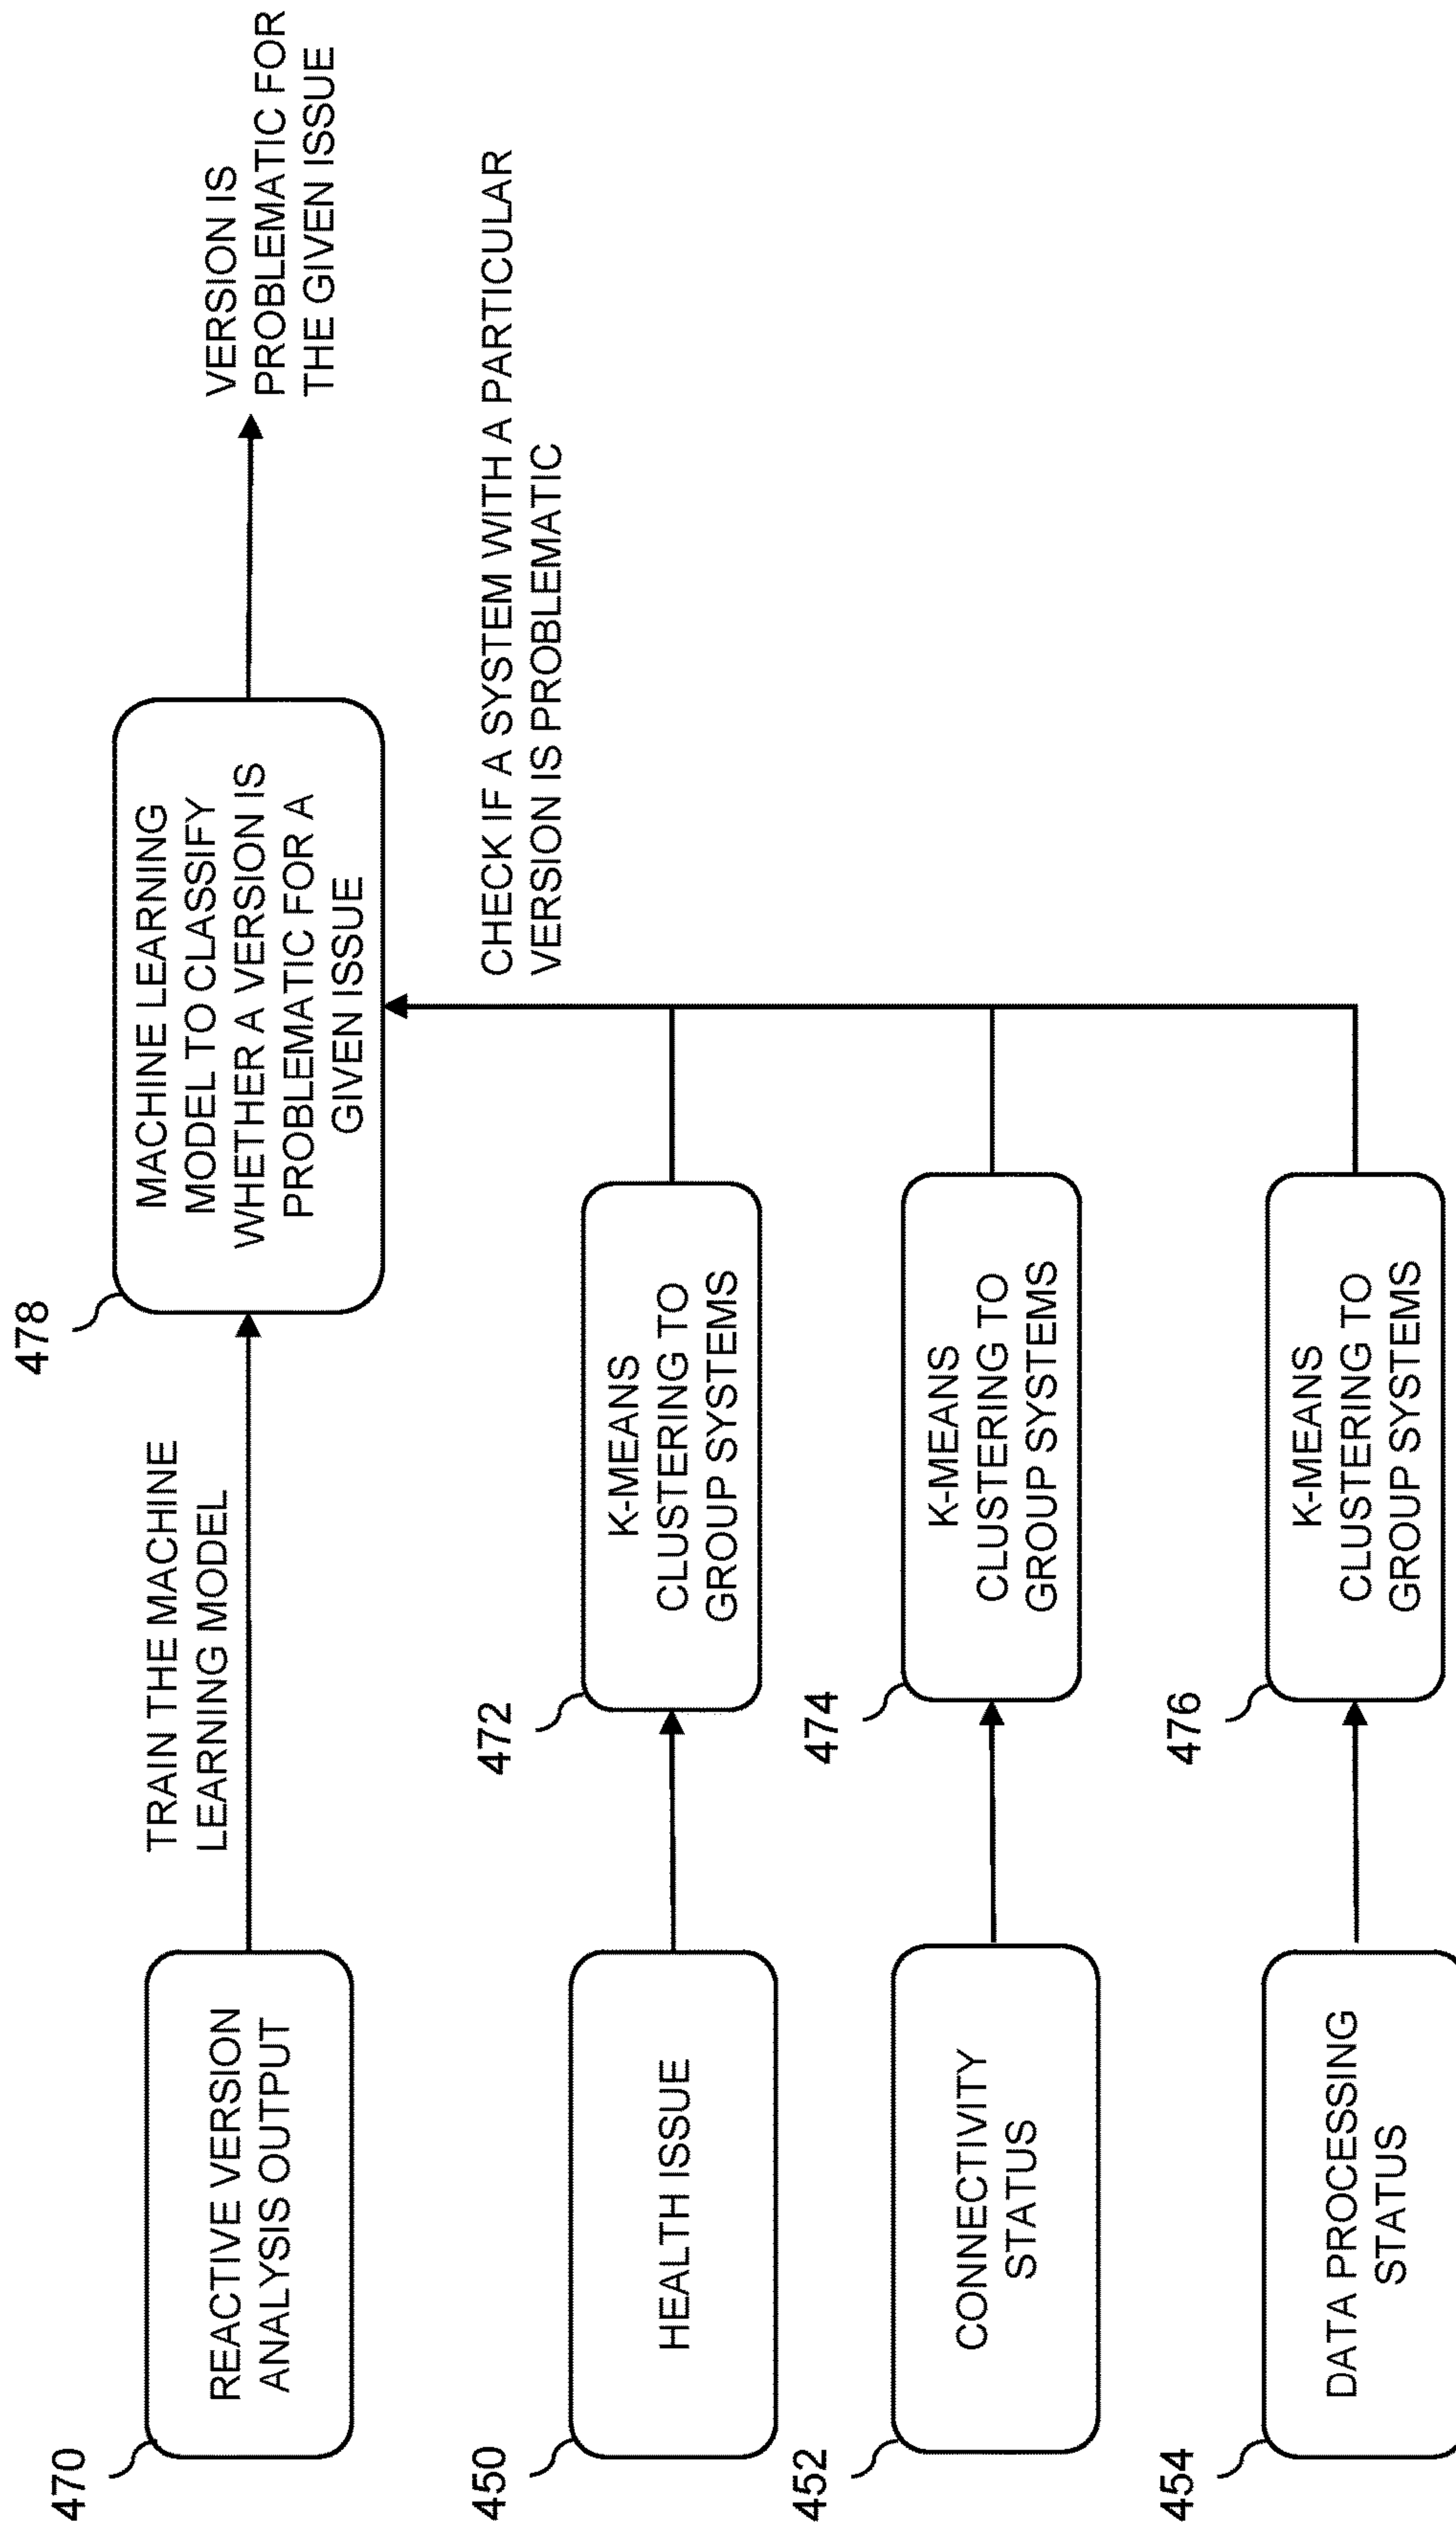 470
REACTIVE VERSION
ANALYSIS OUTPUT
TRAIN THE MACHINE
LEARNING MODEL
478
MACHINE LEARNING
MODEL TO CLASSIFY
WHETHER A VERSION IS
PROBLEMATIC FOR A
GIVEN ISSUE
VERSION IS
PROBLEMATIC FOR
THE GIVEN ISSUE
450
HEALTH ISSUE
472
K-MEANS
CLUSTERING TO
GROUP SYSTEMS
CHECK IF A SYSTEM WITH A PARTICULAR
VERSION IS PROBLEMATIC
452
CONNECTIVITY
STATUS
474
K-MEANS
CLUSTERING TO
GROUP SYSTEMS
454
DATA PROCESSING
STATUS
476
K-MEANS
CLUSTERING TO
GROUP SYSTEMS